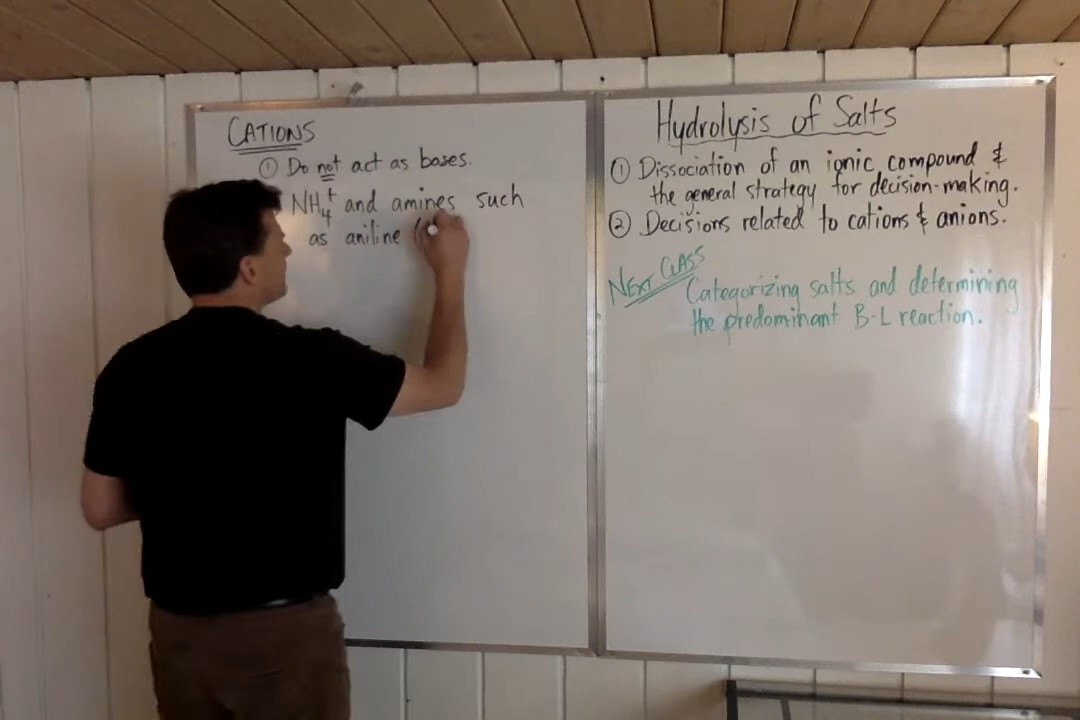 CATIONS
① Do not act as bases.
NH₄⁺ and amines such
as aniline (
Hydrolysis of Salts
① Dissociation of an ionic compound &
the general strategy for decision-making.
② Decisions related to cations & anions.
NEXT CLASS
Categorizing salts and determining
the predominant B-L reaction.